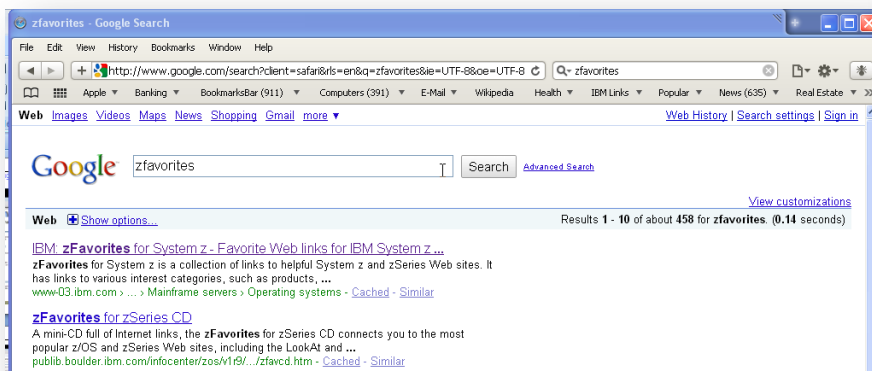 zfavorites - Google Search
File Edit View History Bookmarks Window Help
http://www.google.com/search?client=safari&rls=en&q=zfavorites&ie=UTF-8&oe=UTF-8 zfavorites
Apple Banking BookmarksBar (911) Computers (391) E-Mail Wikipedia Health IBM Links Popular News (635) Real Estate
Web Images Videos Maps News Shopping Gmail more Web History | Search settings | Sign in
Google zfavorites Search Advanced Search
View customizations
Web Show options... Results 1 - 10 of about 458 for zfavorites. (0.14 seconds)
IBM: zFavorites for System z - Favorite Web links for IBM System z ...
zFavorites for System z is a collection of links to helpful System z and zSeries Web sites. It
has links to various interest categories, such as products, ...
www-03.ibm.com › ... › Mainframe servers › Operating systems - Cached - Similar
zFavorites for zSeries CD
A mini-CD full of Internet links, the zFavorites for zSeries CD connects you to the most
popular z/OS and zSeries Web sites, including the LookAt and ...
publib.boulder.ibm.com/infocenter/zos/v1r9/.../zfavcd.htm - Cached - Similar